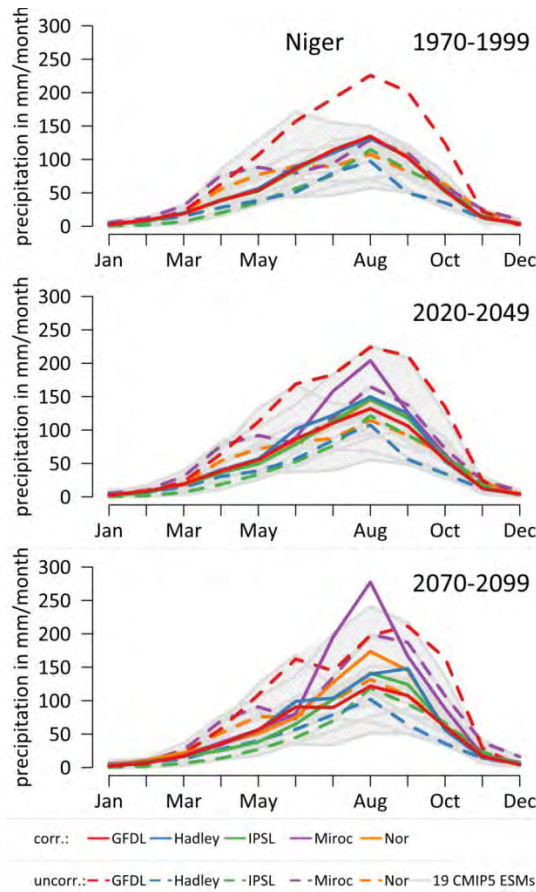 Niger 1970-1999
precipitation in mm/month
300
250
200
150
100
50
0
Jan Mar May Aug Oct Dec
2020-2049
precipitation in mm/month
300
250
200
150
100
50
0
Jan Mar May Aug Oct Dec
2070-2099
precipitation in mm/month
300
250
200
150
100
50
0
Jan Mar May Aug Oct Dec
corr.: GFDL Hadley IPSL Miroc Nor
uncorr.: GFDL Hadley IPSL Miroc Nor 19 CMIP5 ESMs